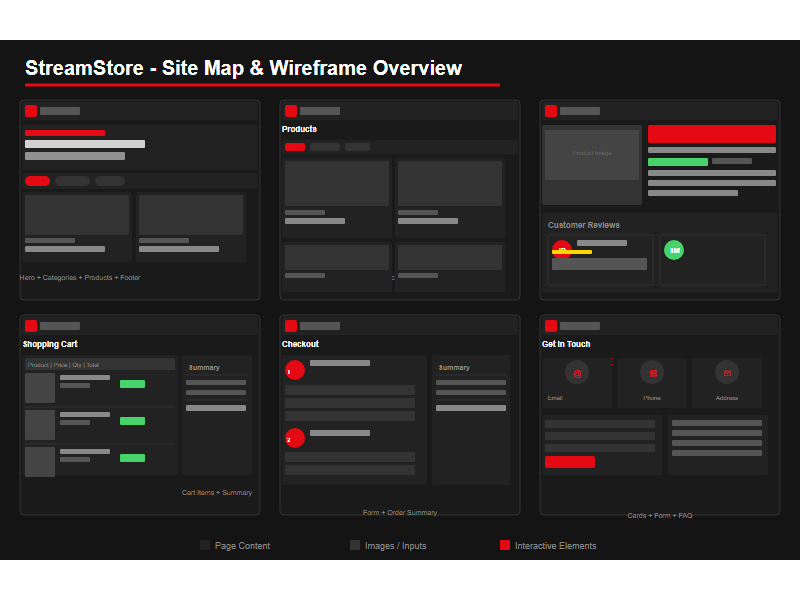 StreamStore - Site Map & Wireframe Overview
Products
Product Image
Customer Reviews
SM
Hero + Categories + Products + Footer
Shopping Cart
Product | Price | Qty | Total
Summary
Cart Items + Summary
Checkout
1
Summary
2
Form + Order Summary
Get in Touch
@
Email
Phone
Address
Cards + Form + FAQ
Page Content
Images / Inputs
Interactive Elements